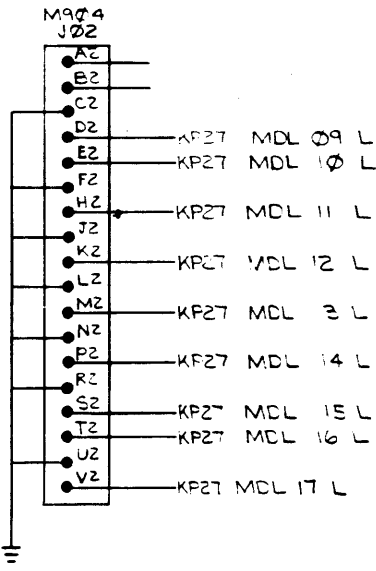 M9Ø4
JØ2
A2
B2
C2
D2 KP27 MDL Ø9 L
E2 KP27 MDL 1Ø L
F2
H2 KP27 MDL 11 L
J2
K2 KP27 MDL 12 L
L2
M2 KP27 MDL 3 L
N2
P2 KP27 MDL 14 L
R2
S2 KP27 MDL 15 L
T2 KP27 MDL 16 L
U2
V2 KP27 MDL 17 L